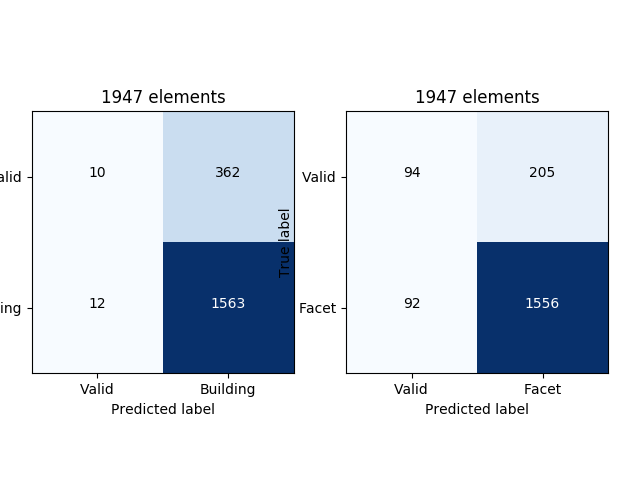 1947 elements
alid
10
362
ing
12
1563
Valid
Building
Predicted label
1947 elements
True label
Valid
94
205
Facet
92
1556
Valid
Facet
Predicted label